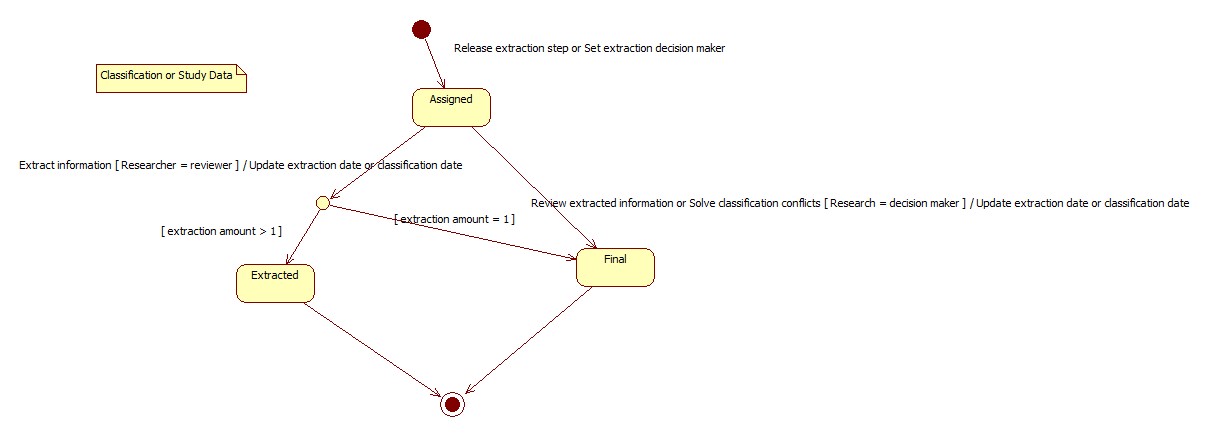 Release extraction step or Set extraction decision maker
Classification or Study Data
Assigned
Extract information [ Researcher = reviewer ] / Update extraction date or classification date
Review extracted information or Solve classification conflicts [ Research = decision maker ] / Update extraction date or classification date
[ extraction amount = 1 ]
[ extraction amount > 1 ]
Final
Extracted